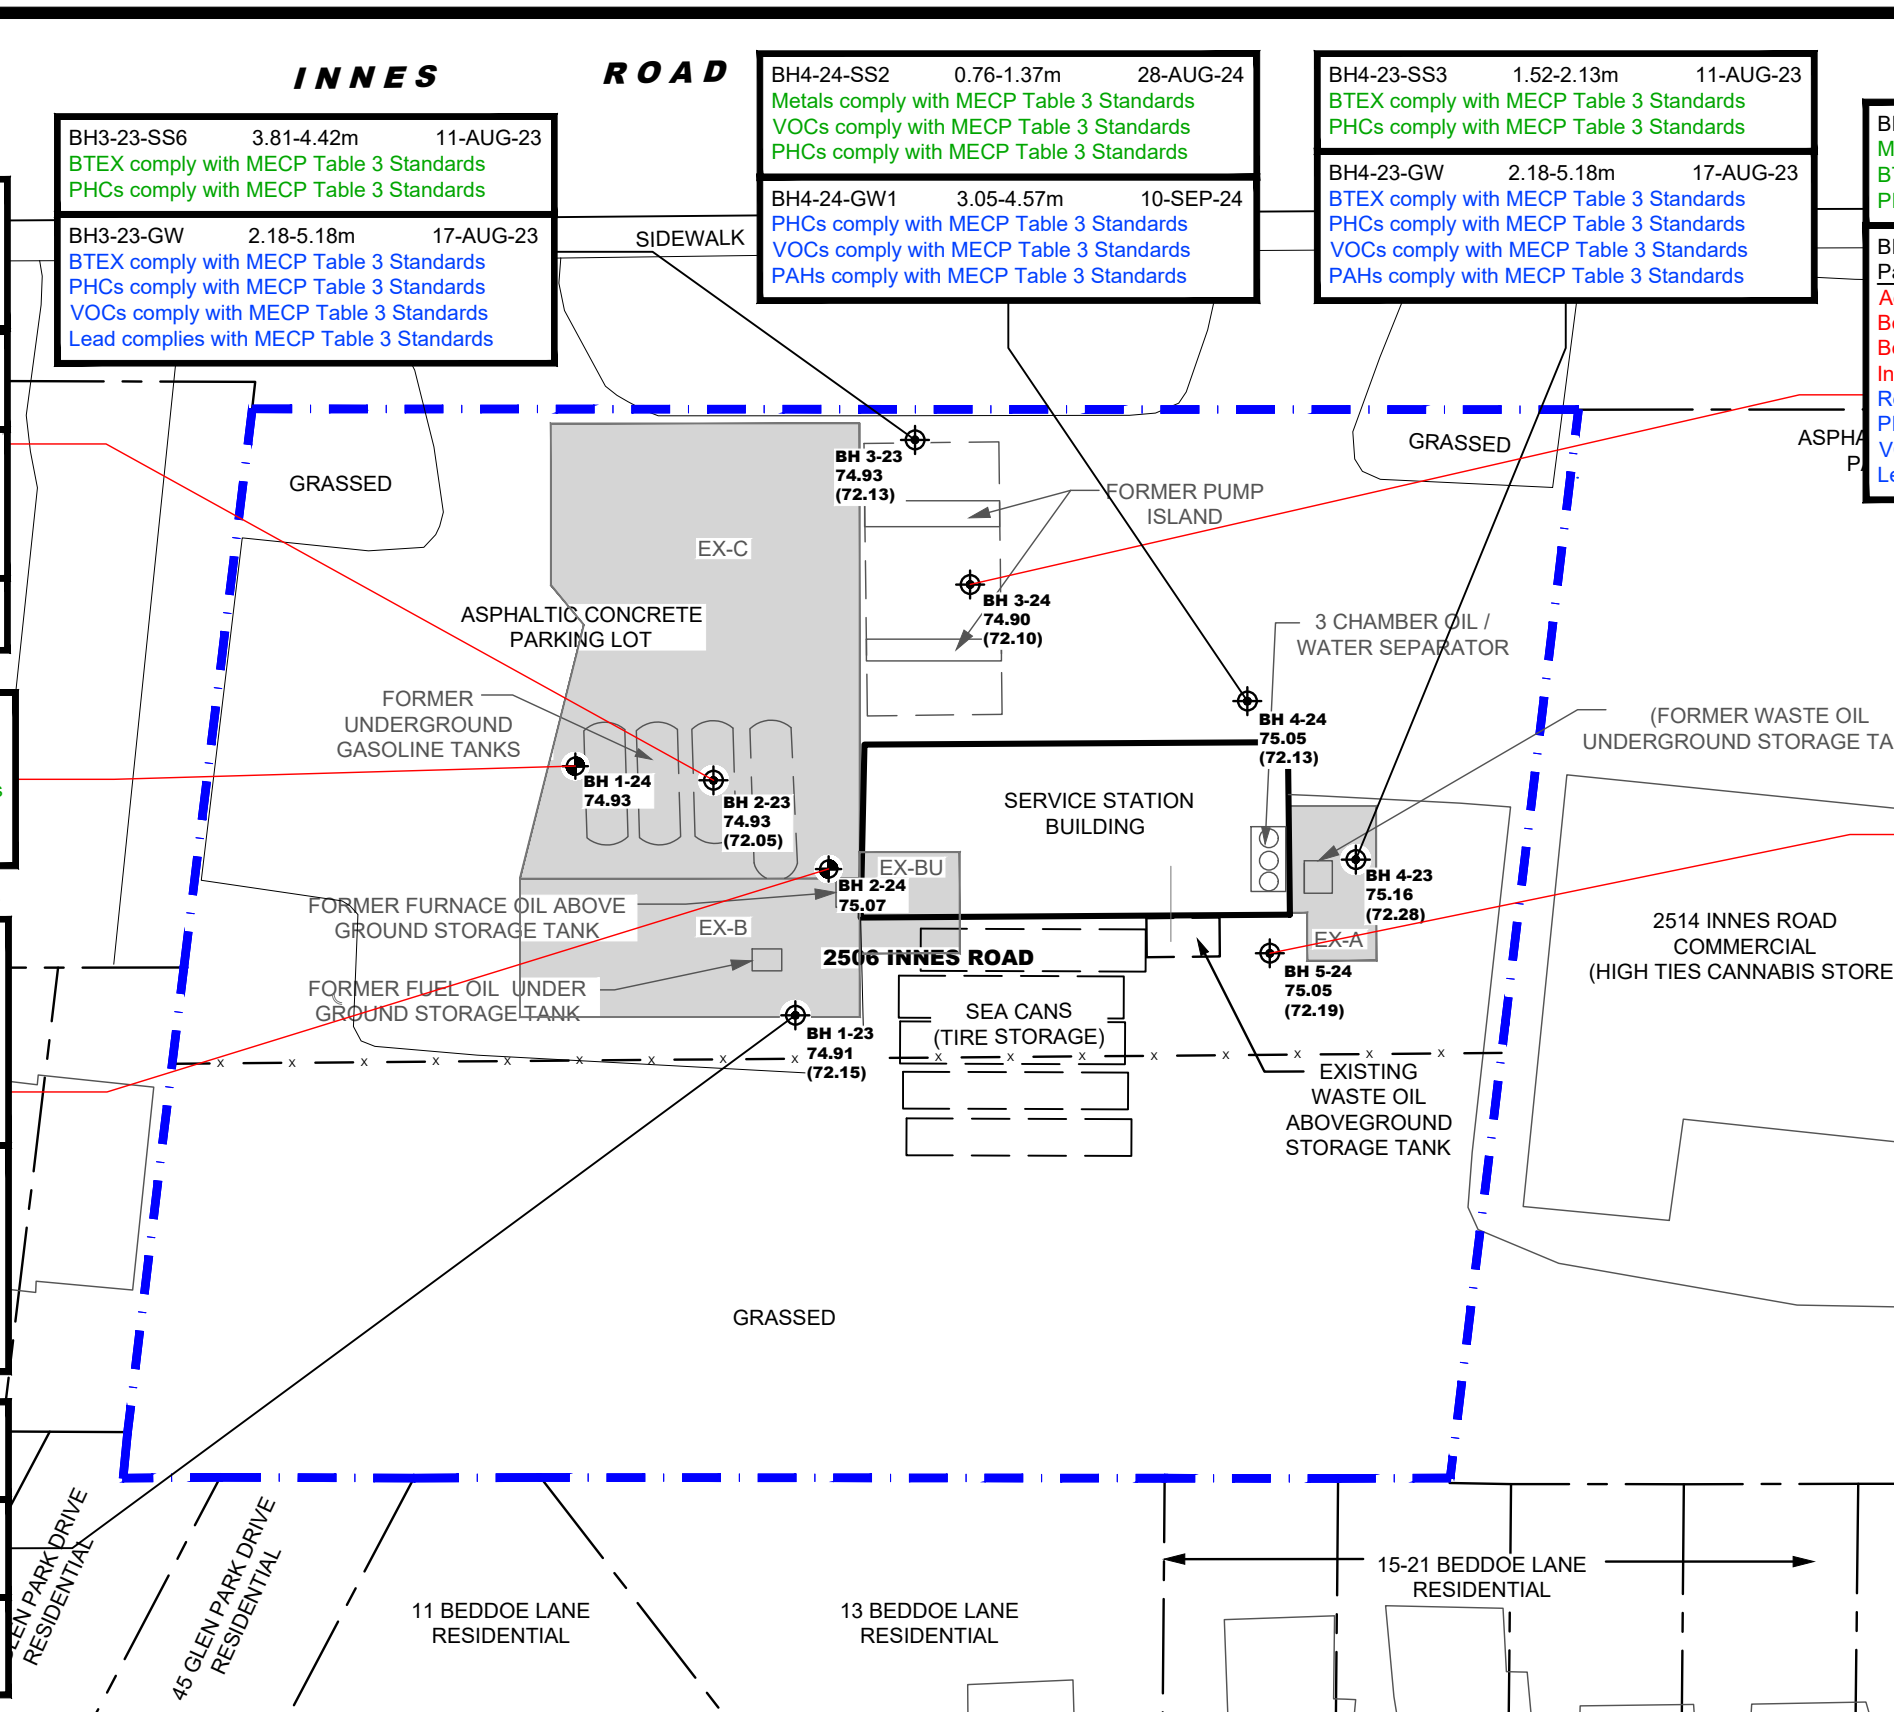 INNES ROAD
BH3-23-SS6 3.81-4.42m 11-AUG-23
BTEX comply with MECP Table 3 Standards
PHCs comply with MECP Table 3 Standards
BH3-23-GW 2.18-5.18m 17-AUG-23
BTEX comply with MECP Table 3 Standards
PHCs comply with MECP Table 3 Standards
VOCs comply with MECP Table 3 Standards
Lead complies with MECP Table 3 Standards
BH4-24-SS2 0.76-1.37m 28-AUG-24
Metals comply with MECP Table 3 Standards
VOCs comply with MECP Table 3 Standards
PHCs comply with MECP Table 3 Standards
BH4-24-GW1 3.05-4.57m 10-SEP-24
PHCs comply with MECP Table 3 Standards
VOCs comply with MECP Table 3 Standards
PAHs comply with MECP Table 3 Standards
BH4-23-SS3 1.52-2.13m 11-AUG-23
BTEX comply with MECP Table 3 Standards
PHCs comply with MECP Table 3 Standards
BH4-23-GW 2.18-5.18m 17-AUG-23
BTEX comply with MECP Table 3 Standards
PHCs comply with MECP Table 3 Standards
VOCs comply with MECP Table 3 Standards
PAHs comply with MECP Table 3 Standards
SIDEWALK
GRASSED
BH 3-23
74.93
(72.13)
GRASSED
FORMER PUMP
ISLAND
EX-C
ASPHALTIC CONCRETE
PARKING LOT
BH 3-24
74.90
(72.10)
3 CHAMBER OIL /
WATER SEPARATOR
FORMER
UNDERGROUND
GASOLINE TANKS
BH 4-24
75.05
(72.13)
(FORMER WASTE OIL
UNDERGROUND STORAGE
BH 1-24
74.93
BH 2-23
74.93
(72.05)
SERVICE STATION
BUILDING
EX-BU
BH 2-24
75.07
BH 4-23
75.16
(72.28)
FORMER FURNACE OIL ABOVE
GROUND STORAGE TANK
EX-B
EX-A
2506 INNES ROAD
2514 INNES ROAD
COMMERCIAL
(HIGH TIES CANNABIS STORE
BH 5-24
75.05
(72.19)
FORMER FUEL OIL UNDER
GROUND STORAGE TANK
SEA CANS
(TIRE STORAGE)
BH 1-23
74.91
(72.15)
x x x x x x x x x x x x x x x x x x
EXISTING
WASTE OIL
ABOVEGROUND
STORAGE TANK
GRASSED
PARK DRIVE
RESIDENTIAL
45 GLEN PARK DRIVE
RESIDENTIAL
11 BEDDOE LANE
RESIDENTIAL
13 BEDDOE LANE
RESIDENTIAL
15-21 BEDDOE LANE
RESIDENTIAL